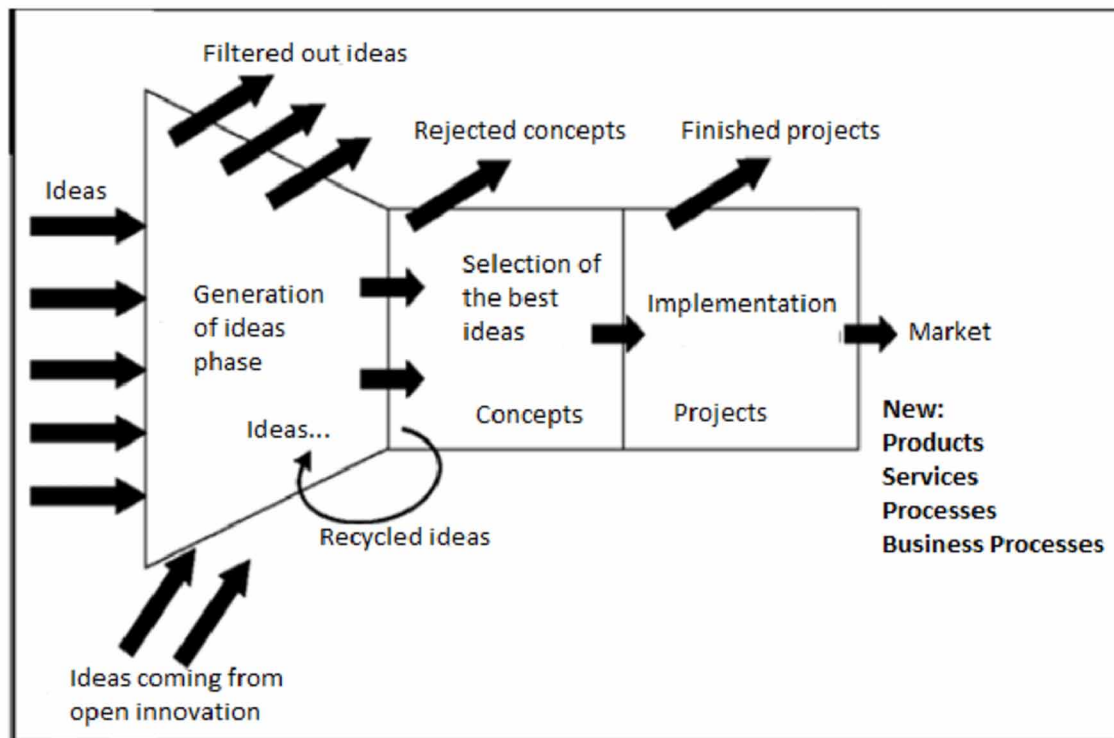 Filtered out ideas
Rejected concepts
Finished projects
Ideas
Generation
of ideas
phase
Selection of
the best
ideas
Implementation
Market
Ideas...
Concepts
Projects
New:
Products
Services
Processes
Business Processes
Recycled ideas
Ideas coming from
open innovation